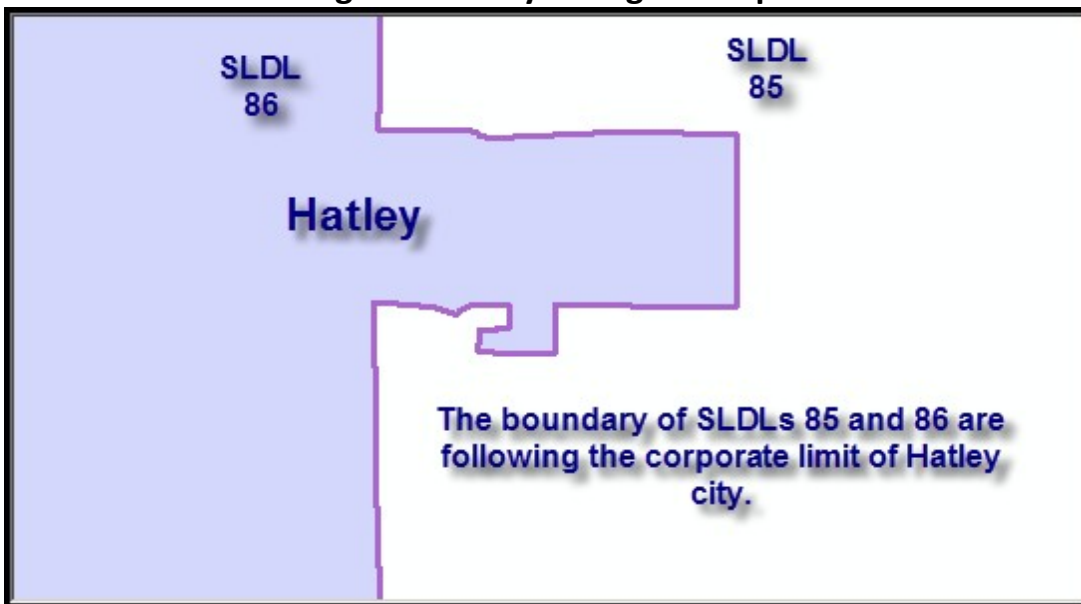 SLDL
86
SLDL
85
Hatley
The boundary of SLDLs 85 and 86 are
following the corporate limit of Hatley
city.